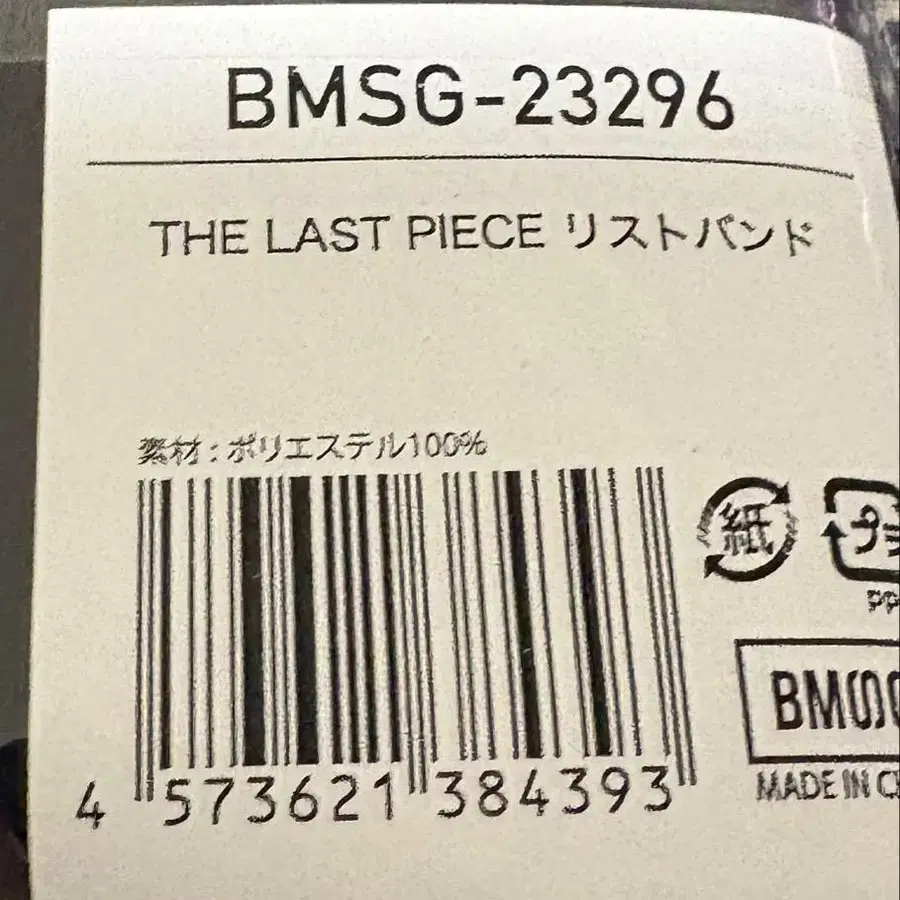 BMSG-23296
THE LAST PIECE リストバンド
素材:ポリエステル100%
紙
プ
4 573621 384393
MADE IN